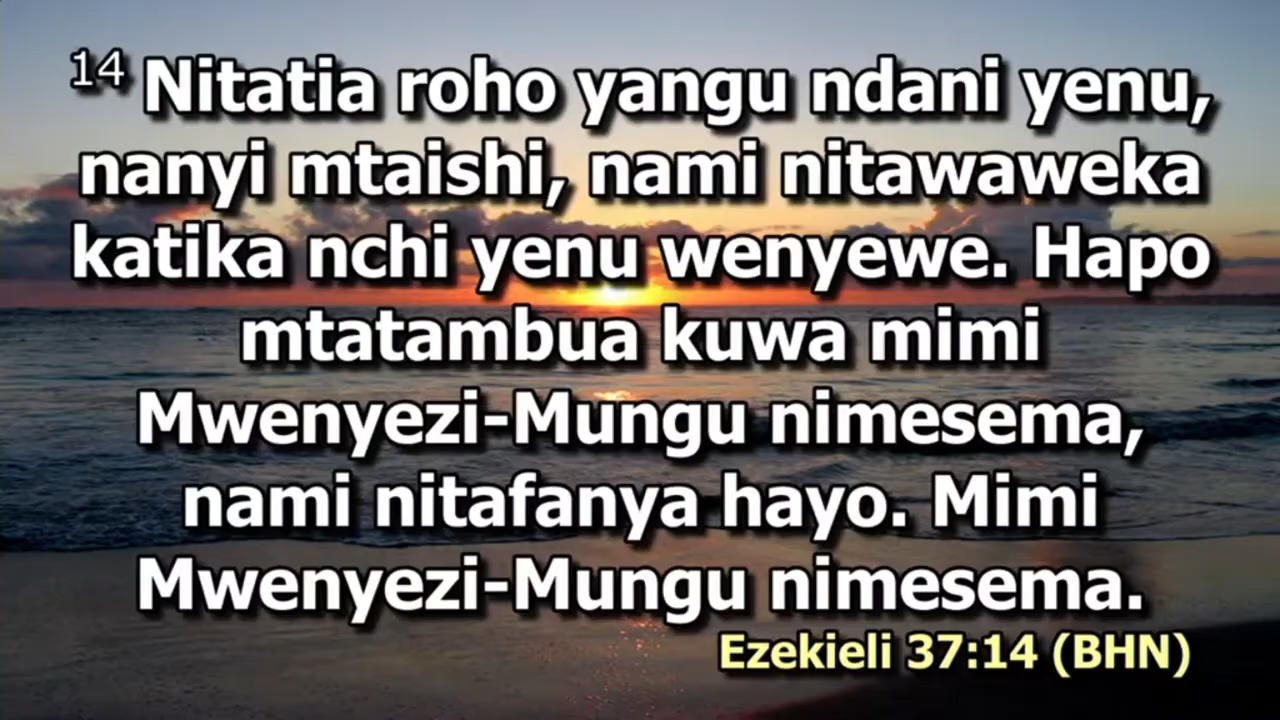 14 Nitatia roho yangu ndani yenu,
nanyi mtaishi, nami nitawaweka
katika nchi yenu wenyewe. Hapo
mtatambua kuwa mimi
Mwenyezi-Mungu nimesema,
nami nitafanya hayo. Mimi
Mwenyezi-Mungu nimesema.
Ezekieli 37:14 (BHN)